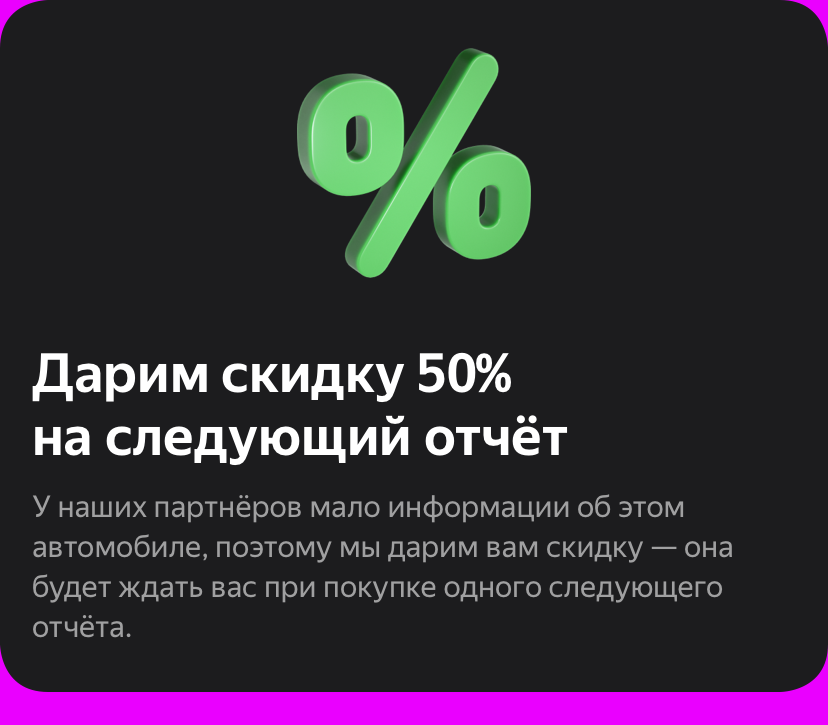 %
Дарим скидку 50%
на следующий отчёт
У наших партнёров мало информации об этом
автомобиле, поэтому мы дарим вам скидку — она
будет ждать вас при покупке одного следующего
отчёта.